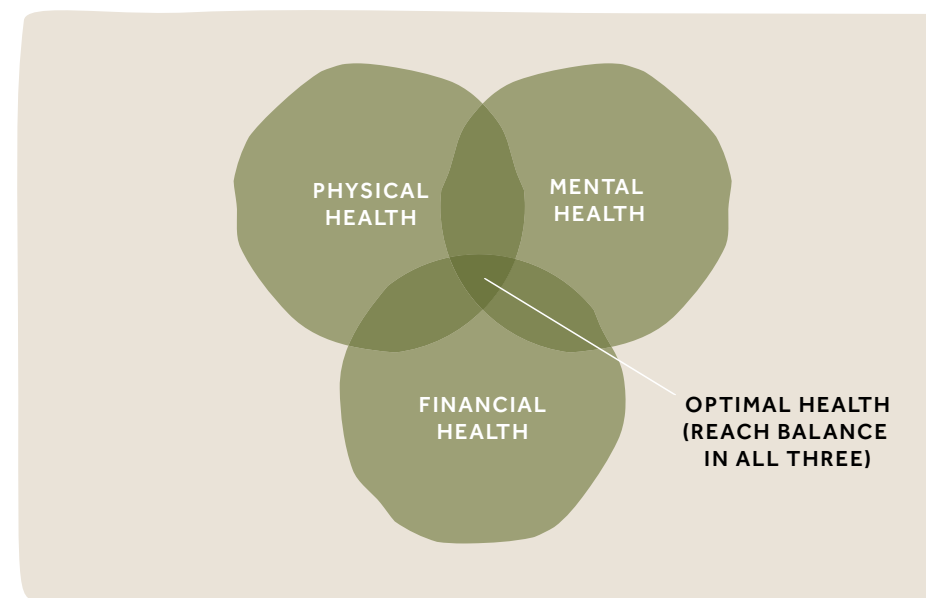 PHYSICAL
HEALTH
MENTAL
HEALTH
FINANCIAL
HEALTH
OPTIMAL HEALTH
(REACH BALANCE
IN ALL THREE)